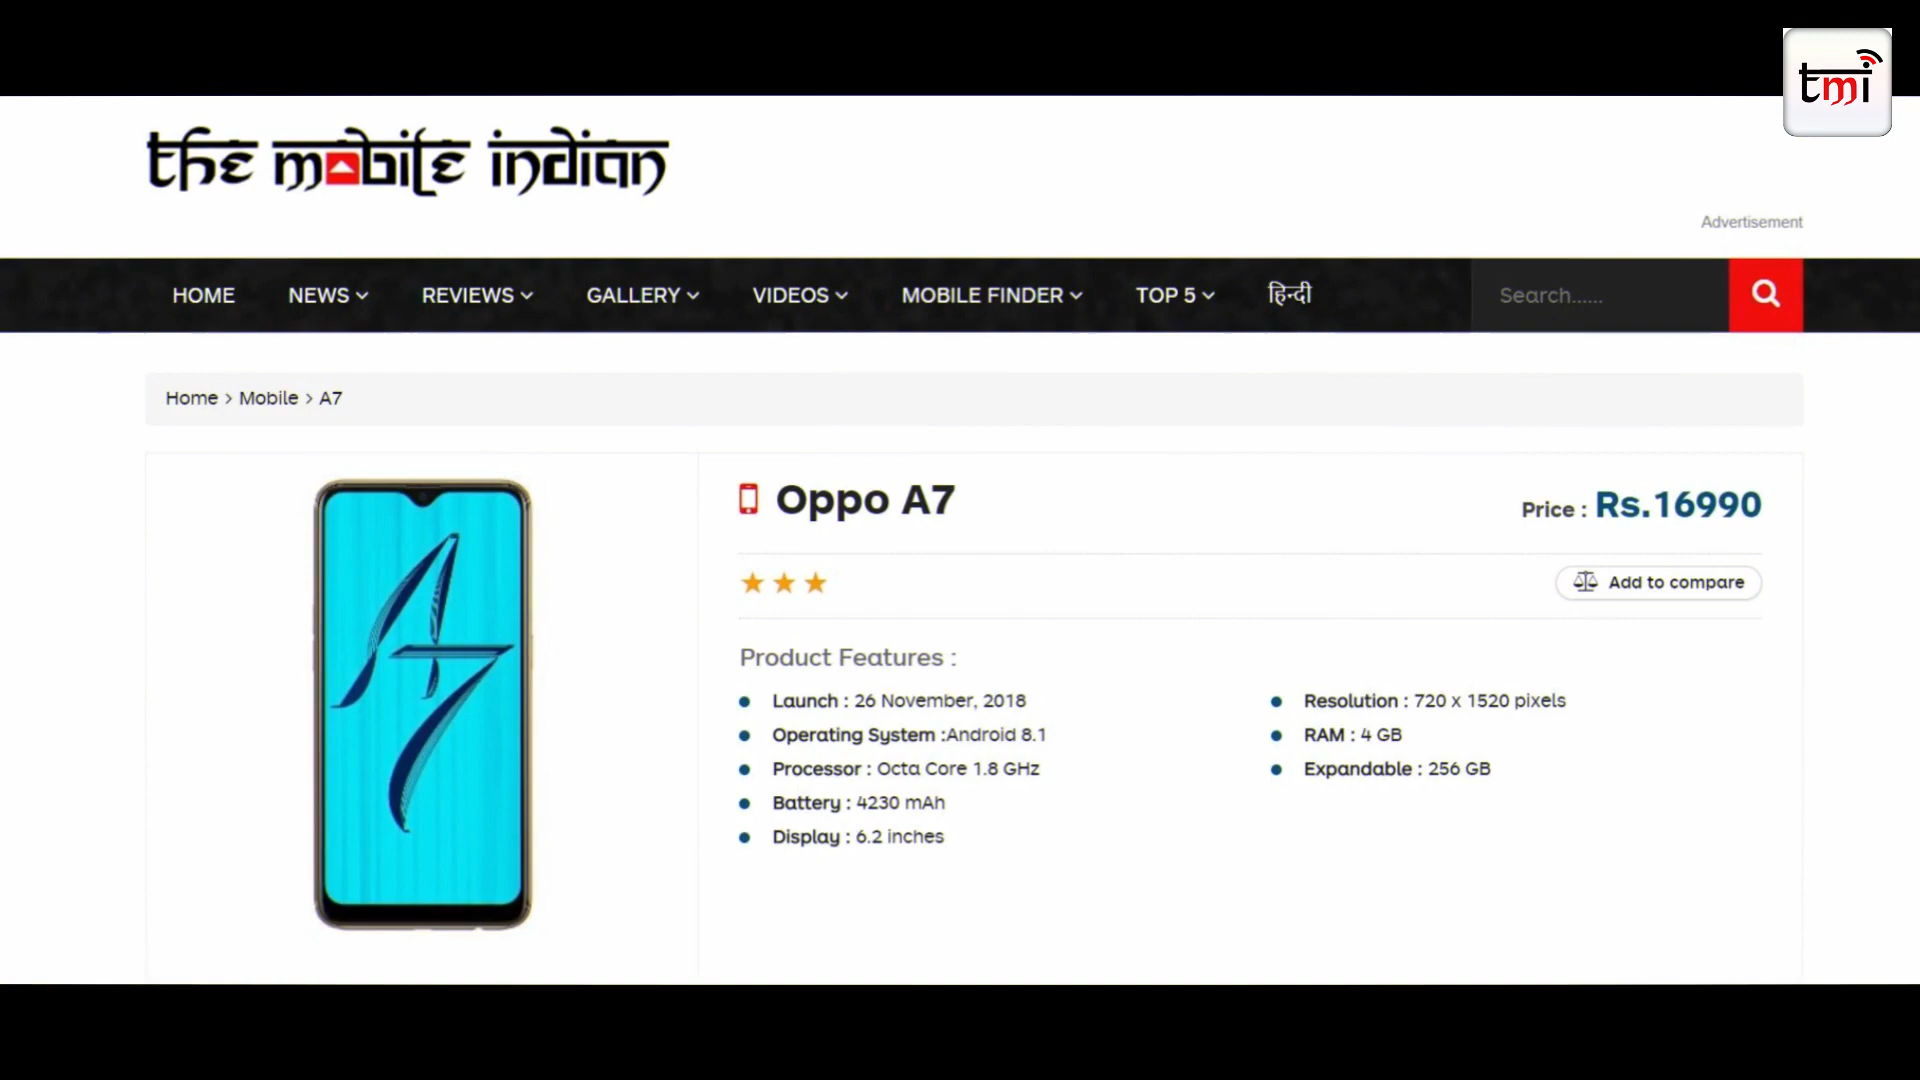 tmi
the mobile indian
Advertisement
HOME NEWS REVIEWS GALLERY VIDEOS MOBILE FINDER TOP 5 हिन्दी Search......
Home > Mobile > A7
A7
Oppo A7
Price : Rs.16990
Add to compare
Product Features :
Launch : 26 November, 2018
Operating System :Android 8.1
Processor : Octa Core 1.8 GHz
Battery : 4230 mAh
Display : 6.2 inches
Resolution : 720 x 1520 pixels
RAM : 4 GB
Expandable : 256 GB